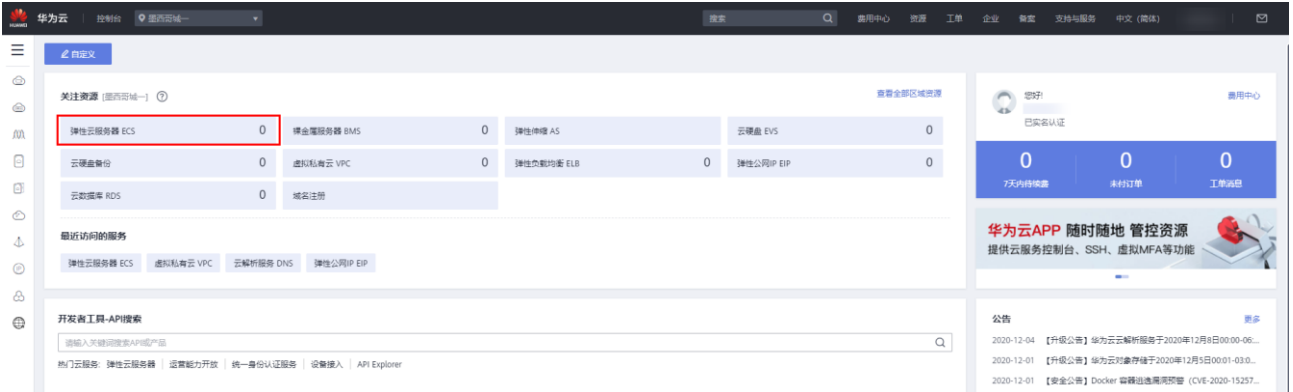 HUAWEI 华为云 控制台 墨西哥城一 搜索 费用中心 资源 工单 企业 备案 支持与服务 中文 (简体)
自定义
关注资源 [墨西哥城一] ? 查看全部区域资源
弹性云服务器 ECS 0 裸金属服务器 BMS 0 弹性伸缩 AS 云硬盘 EVS 0
云硬盘备份 0 虚拟私有云 VPC 0 弹性负载均衡 ELB 0 弹性公网IP EIP 0
云数据库 RDS 0 域名注册
最近访问的服务
弹性云服务器 ECS 虚拟私有云 VPC 云解析服务 DNS 弹性公网IP EIP
开发者工具-API搜索
请输入关键词搜索API或产品
热门云服务: 弹性云服务器 运营能力开放 统一身份认证服务 设备接入 API Explorer
您好! 费用中心
已实名认证
0 0 0
7天内待续费 未付订单 工单消息
华为云APP 随时随地 管控资源
提供云服务控制台、SSH、虚拟MFA等功能
公告 更多
2020-12-04 【升级公告】华为云云解析服务于2020年12月8日00:00-06:...
2020-12-01 【升级公告】华为云对象存储于2020年12月5日00:01-03:0...
2020-12-01 【安全公告】Docker 容器逃逸漏洞预警（CVE-2020-15257...